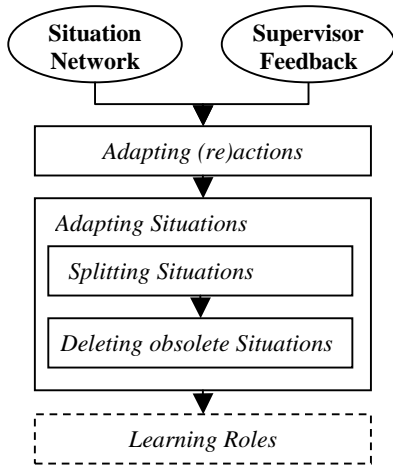 Situation
Network
Supervisor
Feedback
Adapting (re)actions
Adapting Situations
Splitting Situations
Deleting obsolete Situations
Learning Roles